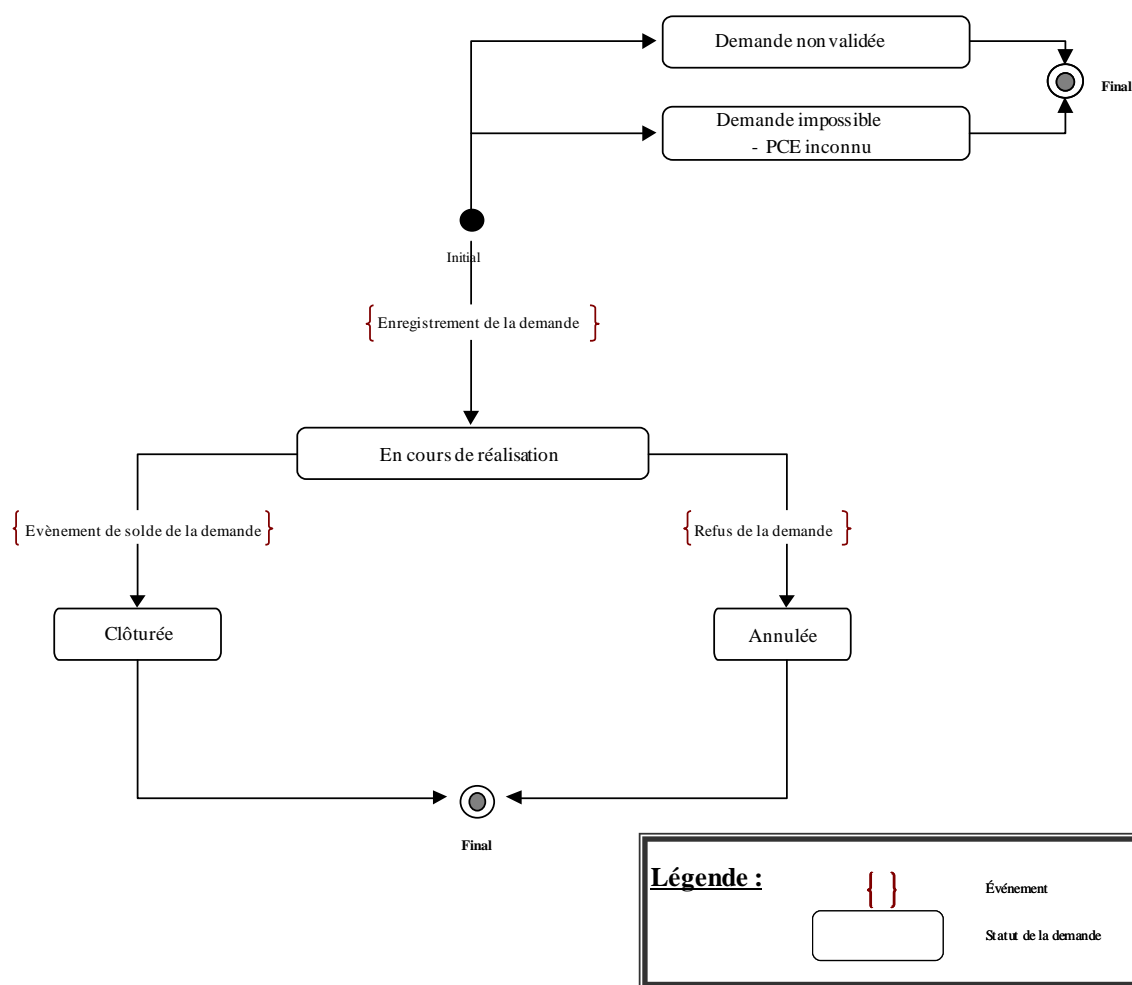 Demande non validée
Final
Demande impossible
- PCE inconnu
Initial
{ Enregistrement de la demande }
En cours de réalisation
{ Evènement de solde de la demande }
{ Refus de la demande }
Clôturée
Annulée
Final
Légende :
{ } Événement
Statut de la demande